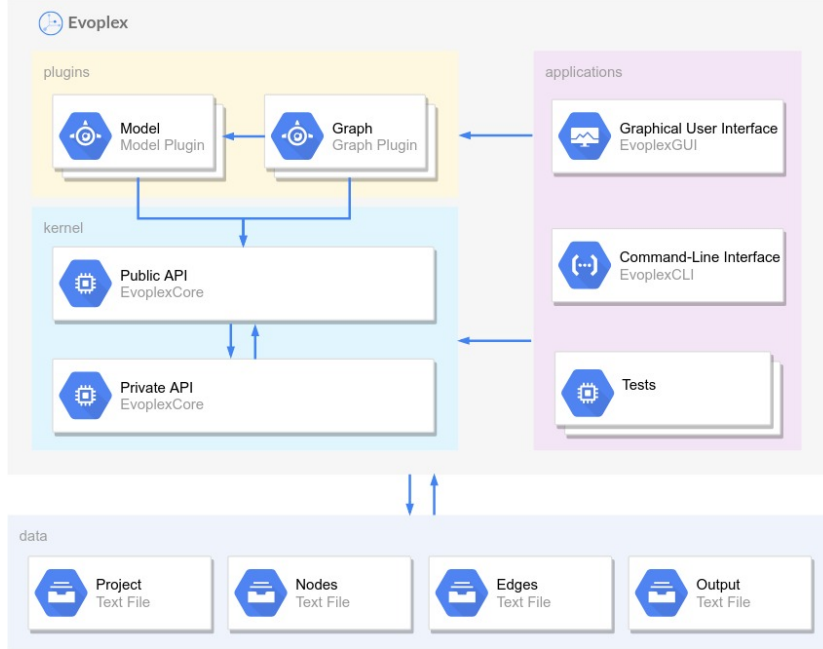 Evoplex
plugins
Model
Model Plugin
Graph
Graph Plugin
applications
Graphical User Interface
EvoplexGUI
Command-Line Interface
EvoplexCLI
Tests
kernel
Public API
EvoplexCore
Private API
EvoplexCore
data
Project
Text File
Nodes
Text File
Edges
Text File
Output
Text File